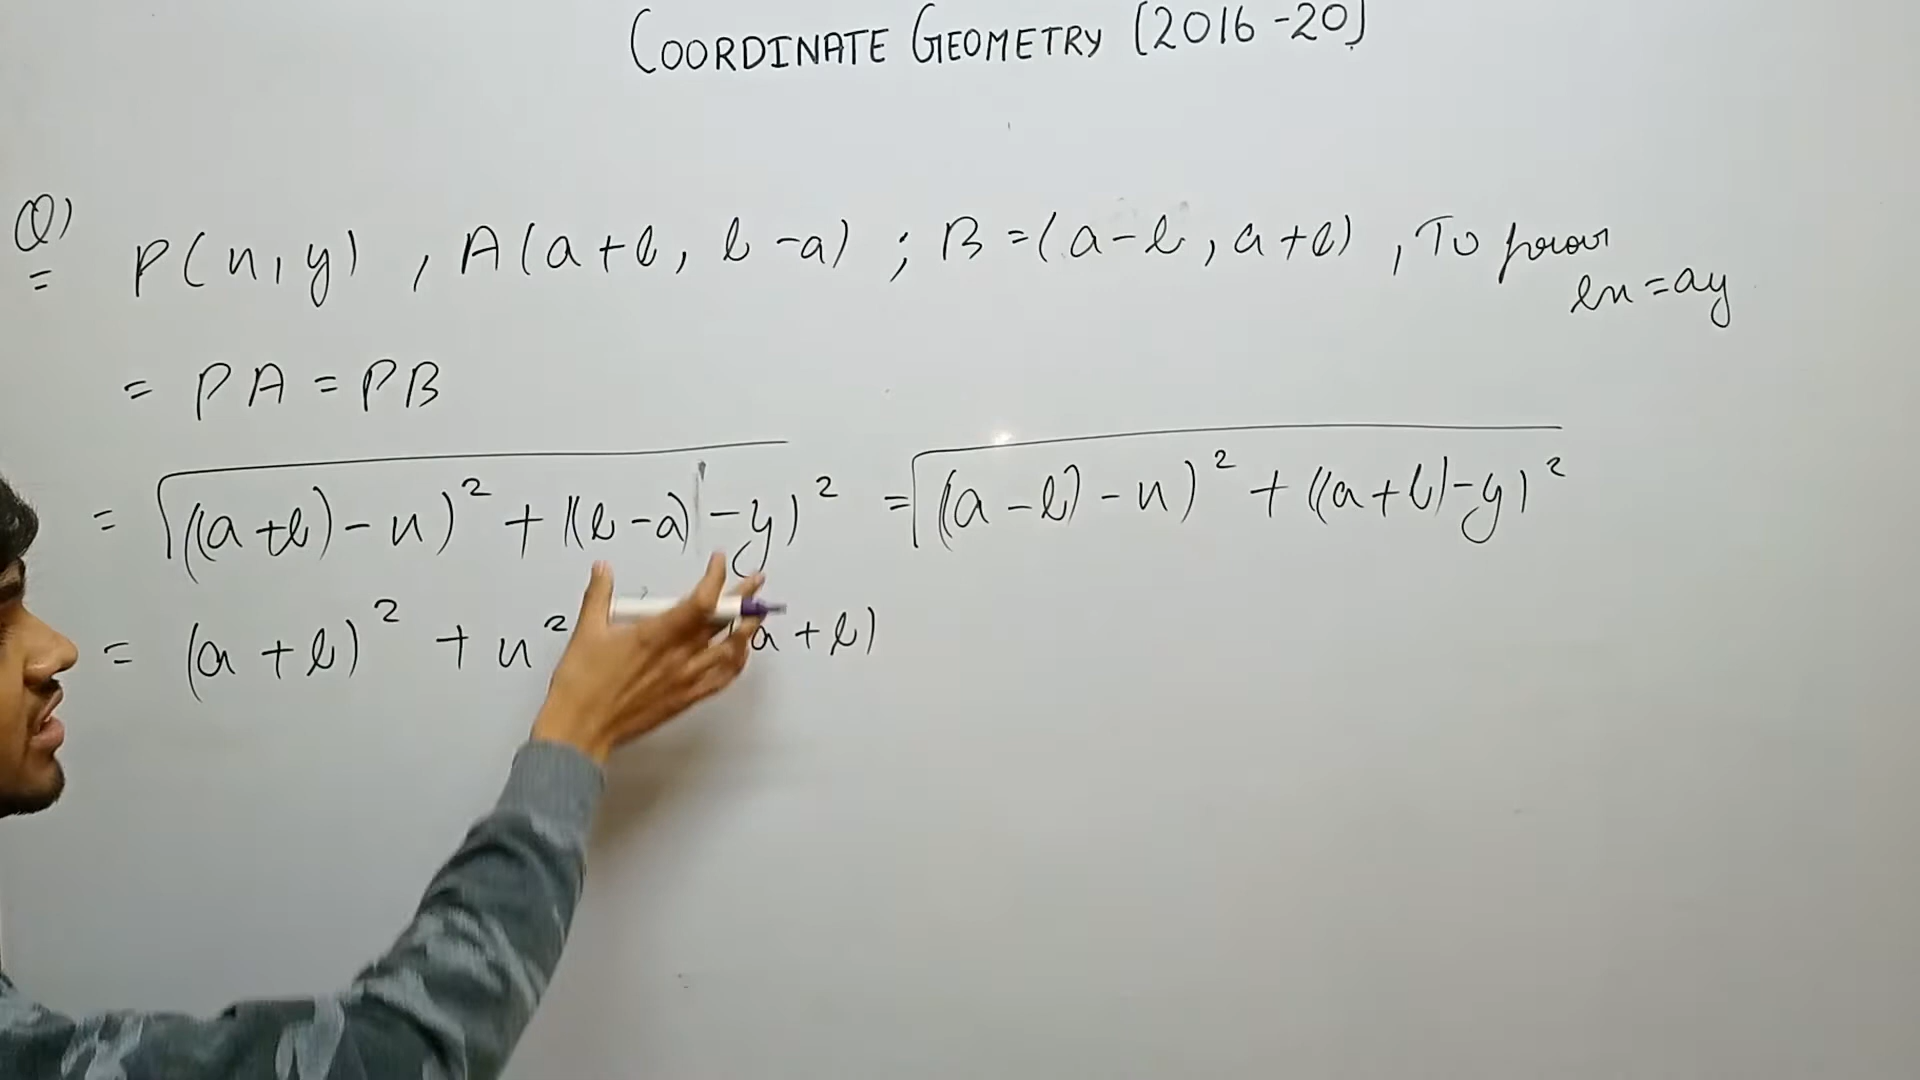 COORDINATE GEOMETRY (2016-20)
Q) P(x,y), A(a+b, b-a); B=(a-b, a+b), To prove
bx=ay
= PA=PB
= √((a+b)-x)² + ((b-a)-y)² = √((a-b)-x)² + ((a+b)-y)²
= (a+b)² + x² a+b)